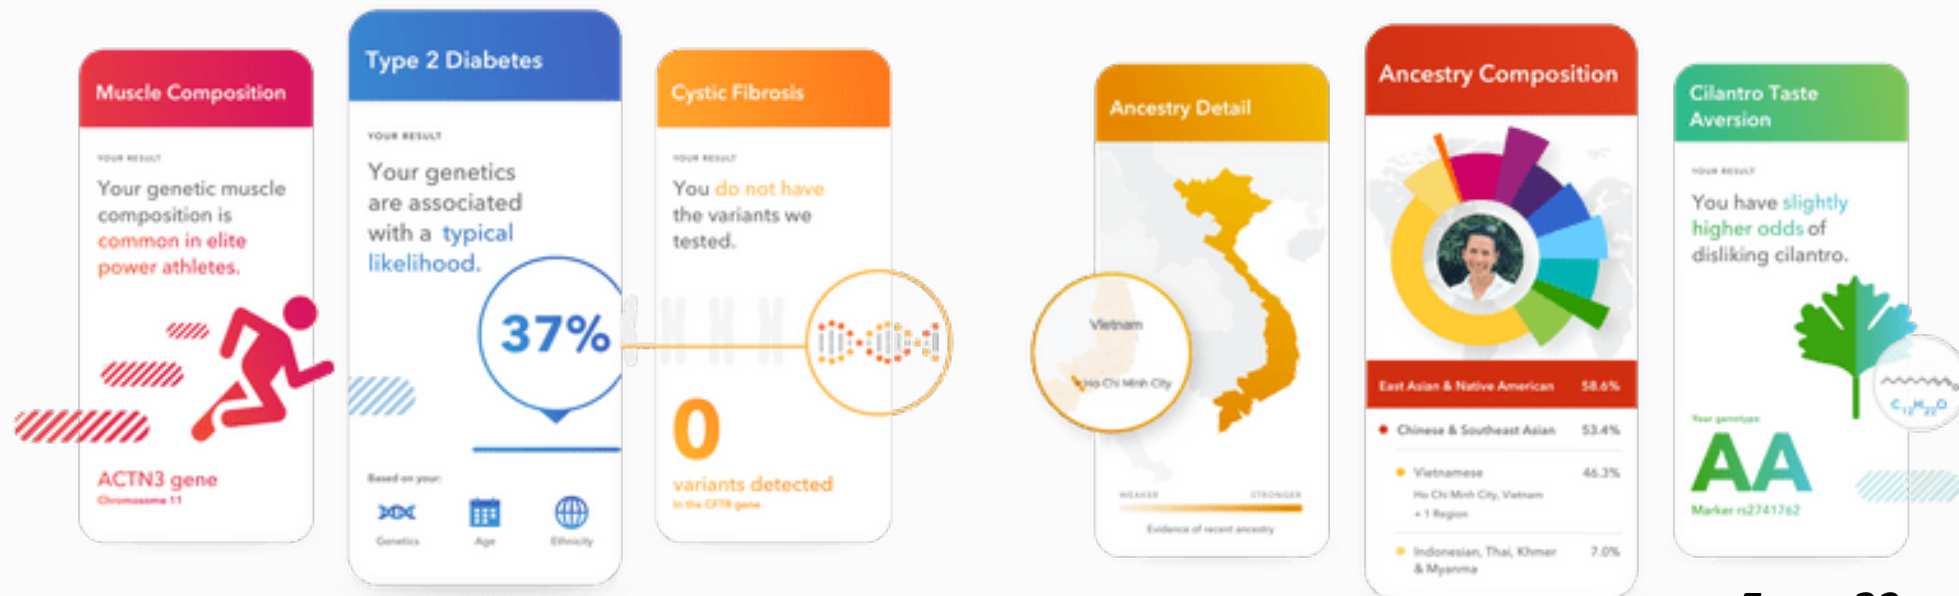 Muscle Composition
YOUR RESULT
Your genetic muscle
composition is
common in elite
power athletes.
ACTN3 gene
Chromosome 11
Type 2 Diabetes
YOUR RESULT
Your genetics
are associated
with a typical
likelihood.
37%
Based on your:
Genetics
Age
Ethnicity
Cystic Fibrosis
YOUR RESULT
You do not have
the variants we
tested.
0
variants detected
in the CFTR gene
Ancestry Detail
Vietnam
Ho Chi Minh City
WEAKER
STRONGER
Evidence of recent ancestry
Ancestry Composition
East Asian & Native American 58.6%
Chinese & Southeast Asian 53.4%
Vietnamese 46.3%
Ho Chi Minh City, Vietnam
+ 1 Region
Indonesian, Thai, Khmer 7.0%
& Myanma
Cilantro Taste
Aversion
YOUR RESULT
You have slightly
higher odds of
disliking cilantro.
C12H22O
Your genotype
AA
Marker rs2741762